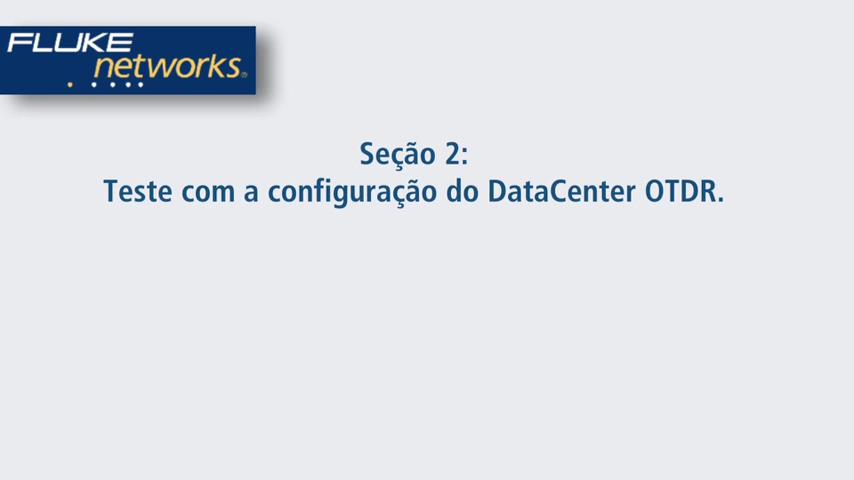 FLUKE
networks®
Seção 2:
Teste com a configuração do DataCenter OTDR.